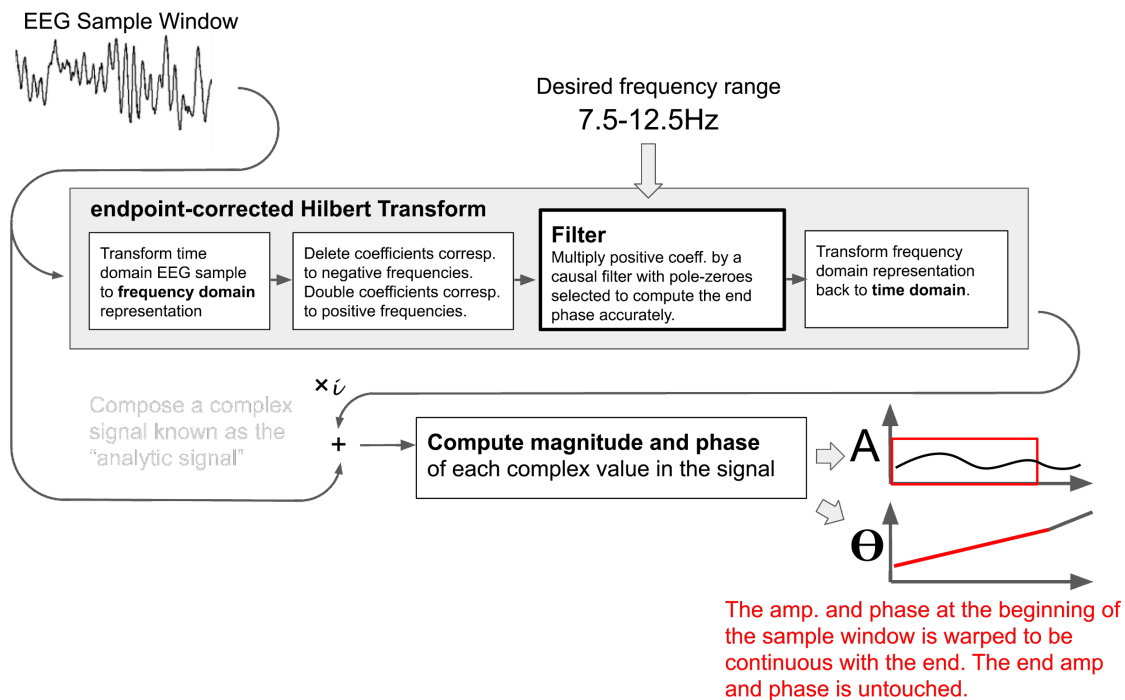 EEG Sample Window
Desired frequency range
7.5-12.5Hz
endpoint-corrected Hilbert Transform
Transform time
domain EEG sample
to frequency domain
representation
Delete coefficients corresp.
to negative frequencies.
Double coefficients corresp.
to positive frequencies.
Filter
Multiply positive coeff. by a
causal filter with pole-zeroes
selected to compute the end
phase accurately.
Transform frequency
domain representation
back to time domain.
Compose a complex
signal known as the
“analytic signal”
×i
+
Compute magnitude and phase
of each complex value in the signal
A
Θ
The amp. and phase at the beginning of
the sample window is warped to be
continuous with the end. The end amp
and phase is untouched.